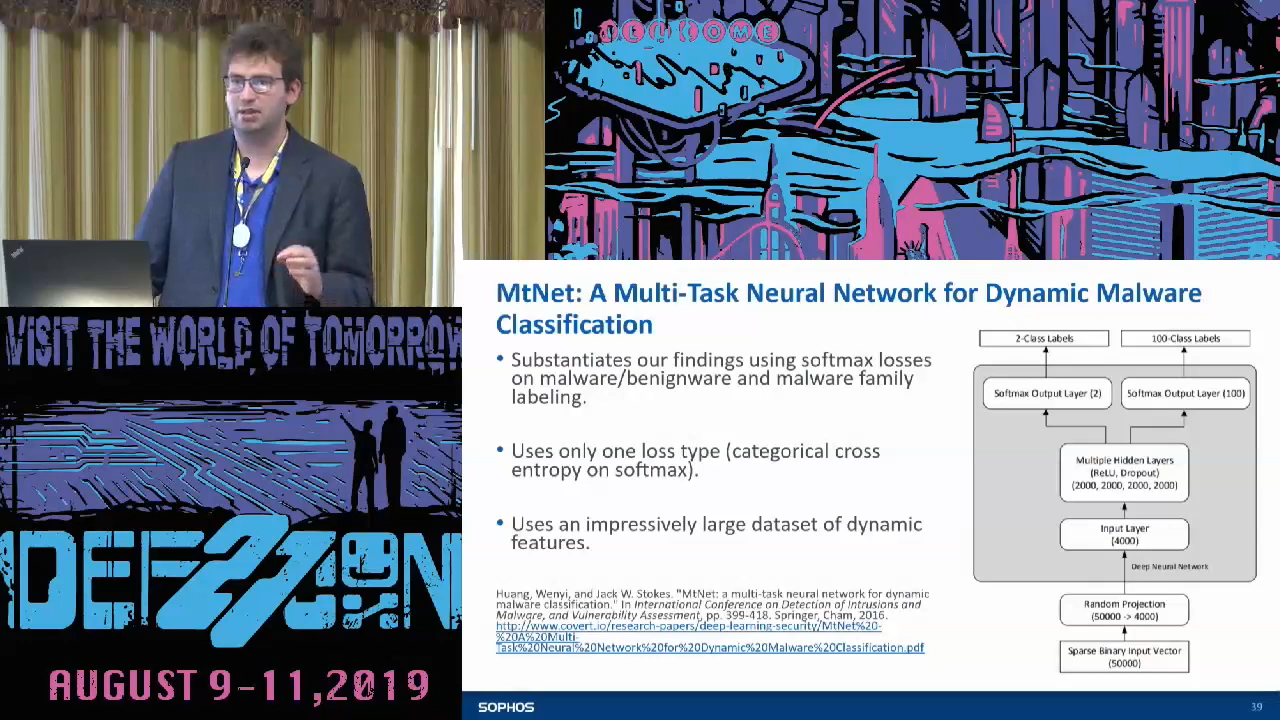 WELCOME
VISIT THE WORLD OF TOMORROW
DEFCON
AUGUST 9-11,2019
MtNet: A Multi-Task Neural Network for Dynamic Malware
Classification
• Substantiates our findings using softmax losses
on malware/benignware and malware family
labeling.
• Uses only one loss type (categorical cross
entropy on softmax).
• Uses an impressively large dataset of dynamic
features.
Huang, Wenyi, and Jack W. Stokes. "MtNet: a multi-task neural network for dynamic
malware classification." In International Conference on Detection of Intrusions and
Malware, and Vulnerability Assessment, pp. 399-418. Springer, Cham, 2016.
http://www.covert.io/research-papers/deep-learning-security/MtNet%20-
%20A%20Multi-
Task%20Neural%20Network%20for%20Dynamic%20Malware%20Classification.pdf
2-Class Labels
100-Class Labels
Softmax Output Layer (2)
Softmax Output Layer (100)
Multiple Hidden Layers
(ReLU, Dropout)
(2000, 2000, 2000, 2000)
Input Layer
(4000)
Deep Neural Network
Random Projection
(50000 -> 4000)
Sparse Binary Input Vector
(50000)
SOPHOS
39